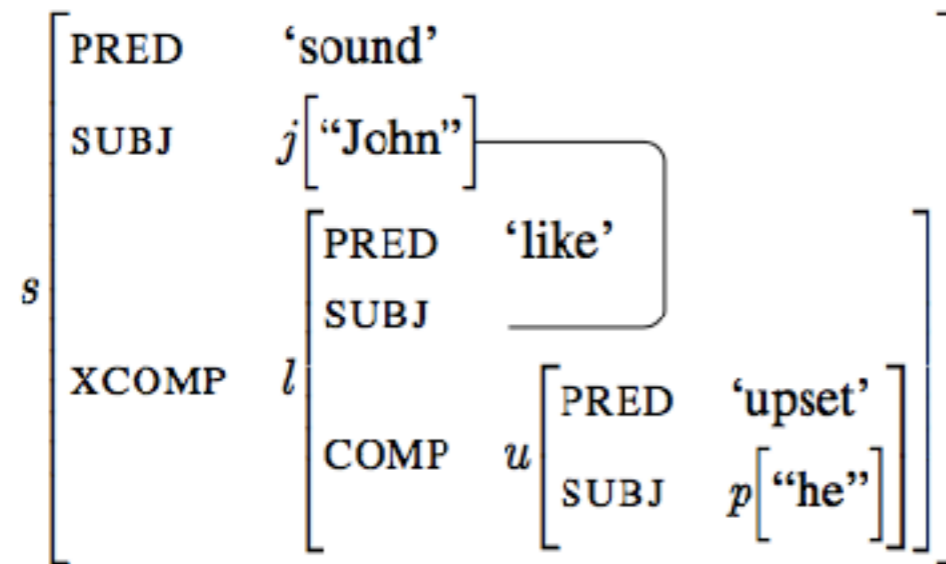 PRED ‘sound’
SUBJ j[“John”]
PRED ‘like’
s
SUBJ
XCOMP l
PRED ‘upset’
COMP u
SUBJ p[“he”]